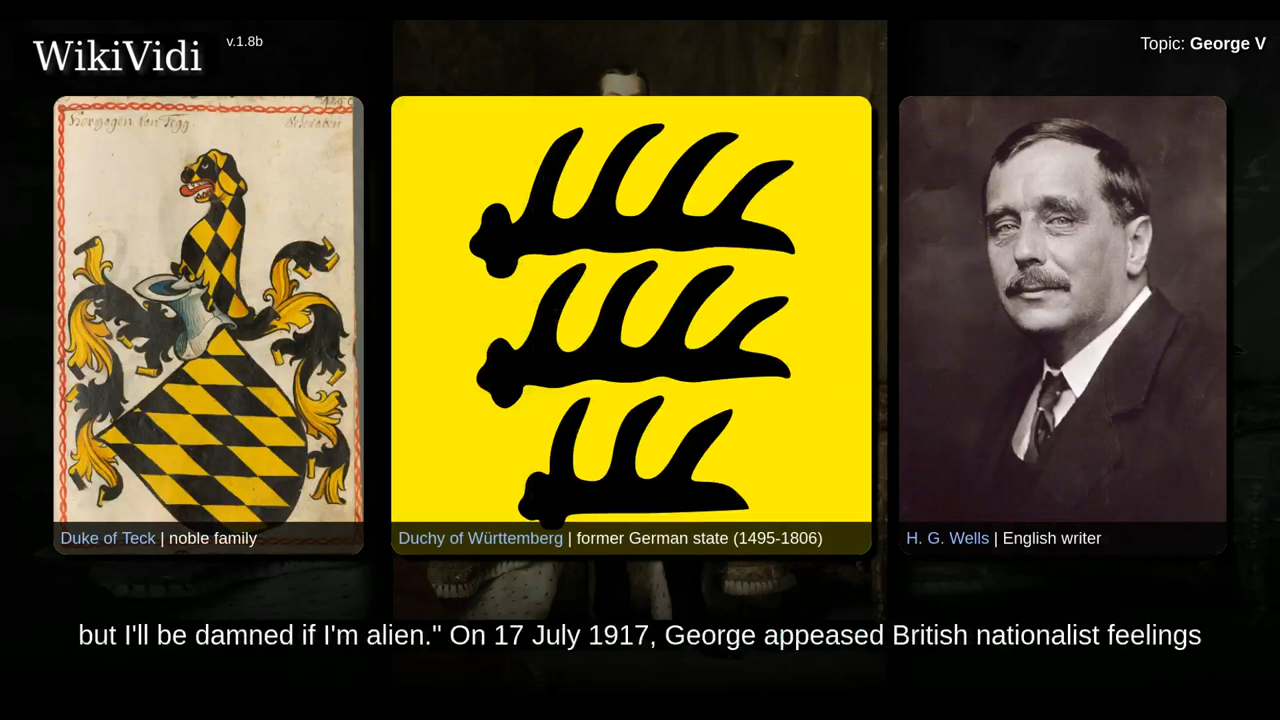 WikiVidi
v.1.8b
Topic: George V
Duke of Teck | noble family
Duchy of Württemberg | former German state (1495-1806)
H. G. Wells | English writer
but I'll be damned if I'm alien." On 17 July 1917, George appeased British nationalist feelings